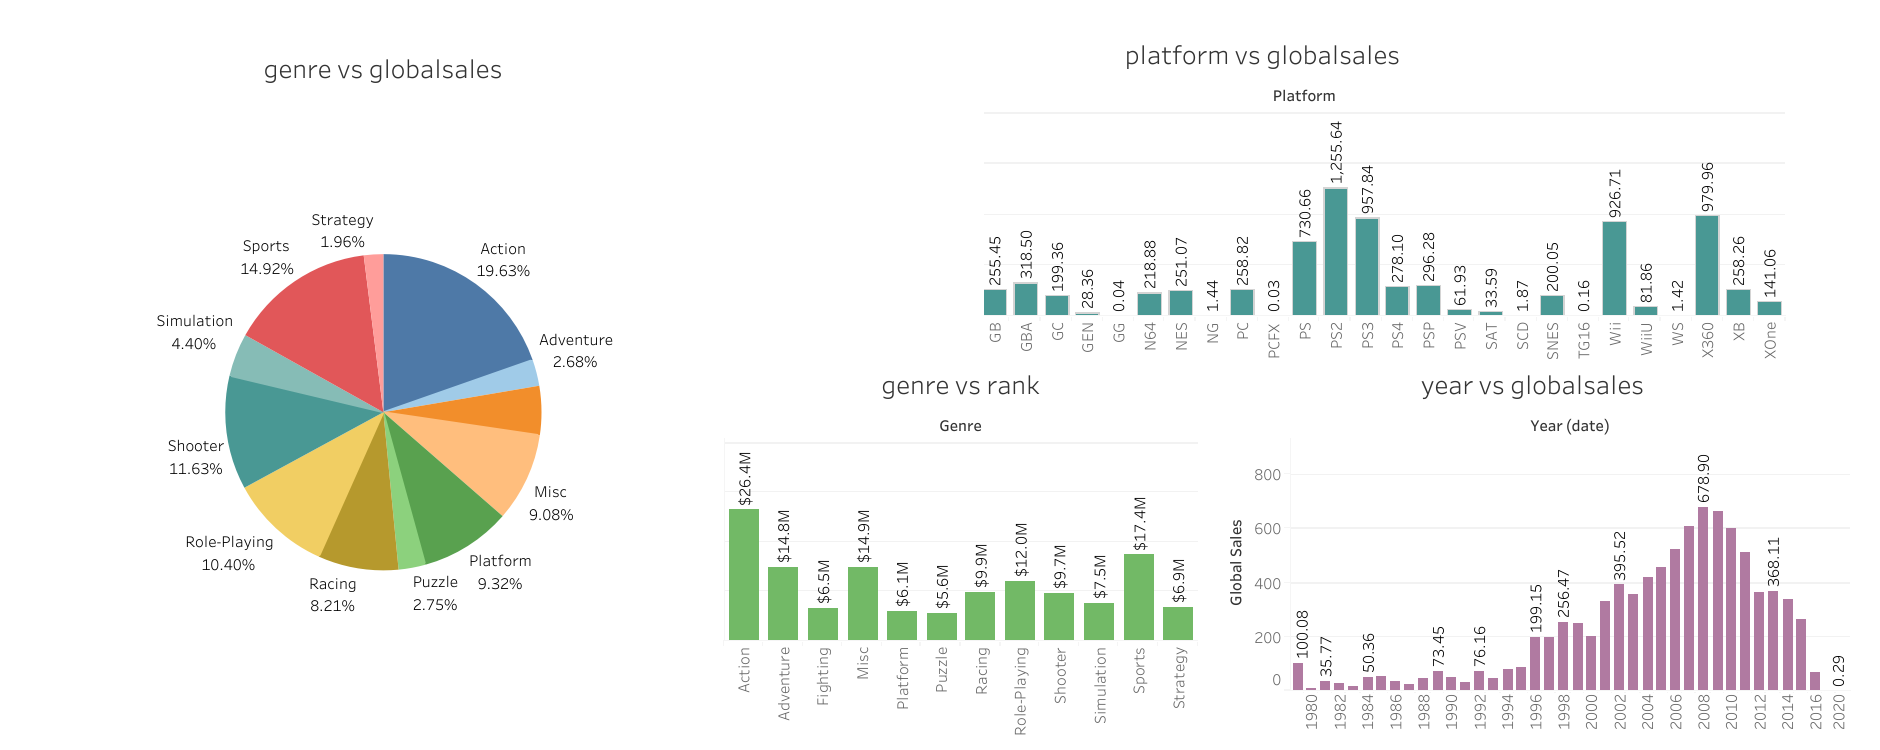 genre vs globalsales
Strategy
1.96%
Sports
14.92%
Action
19.63%
Simulation
4.40%
Adventure
2.68%
Shooter
11.63%
Misc
9.08%
Role-Playing
10.40%
Platform
9.32%
Racing
8.21%
Puzzle
2.75%
platform vs globalsales
Platform
255.45
318.50
199.36
28.36
0.04
218.88
251.07
1.44
258.82
0.03
730.66
1,255.64
957.84
278.10
296.28
61.93
33.59
1.87
200.05
0.16
926.71
81.86
1.42
979.96
258.26
141.06
GB
GBA
GC
GEN
GG
N64
NES
NG
PC
PCFX
PS
PS2
PS3
PS4
PSP
PSV
SAT
SCD
SNES
TG16
Wii
WiiU
WS
X360
XB
XOne
genre vs rank
Genre
$26.4M
$14.8M
$6.5M
$14.9M
$6.1M
$5.6M
$9.9M
$12.0M
$9.7M
$7.5M
$17.4M
$6.9M
Action
Adventure
Fighting
Misc
Platform
Puzzle
Racing
Role-Playing
Shooter
Simulation
Sports
Strategy
year vs globalsales
Year (date)
Global Sales
800
600
400
200
0
100.08
35.77
50.36
73.45
76.16
199.15
256.47
395.52
678.90
368.11
0.29
1980
1982
1984
1986
1988
1990
1992
1994
1996
1998
2000
2002
2004
2006
2008
2010
2012
2014
2016
2020